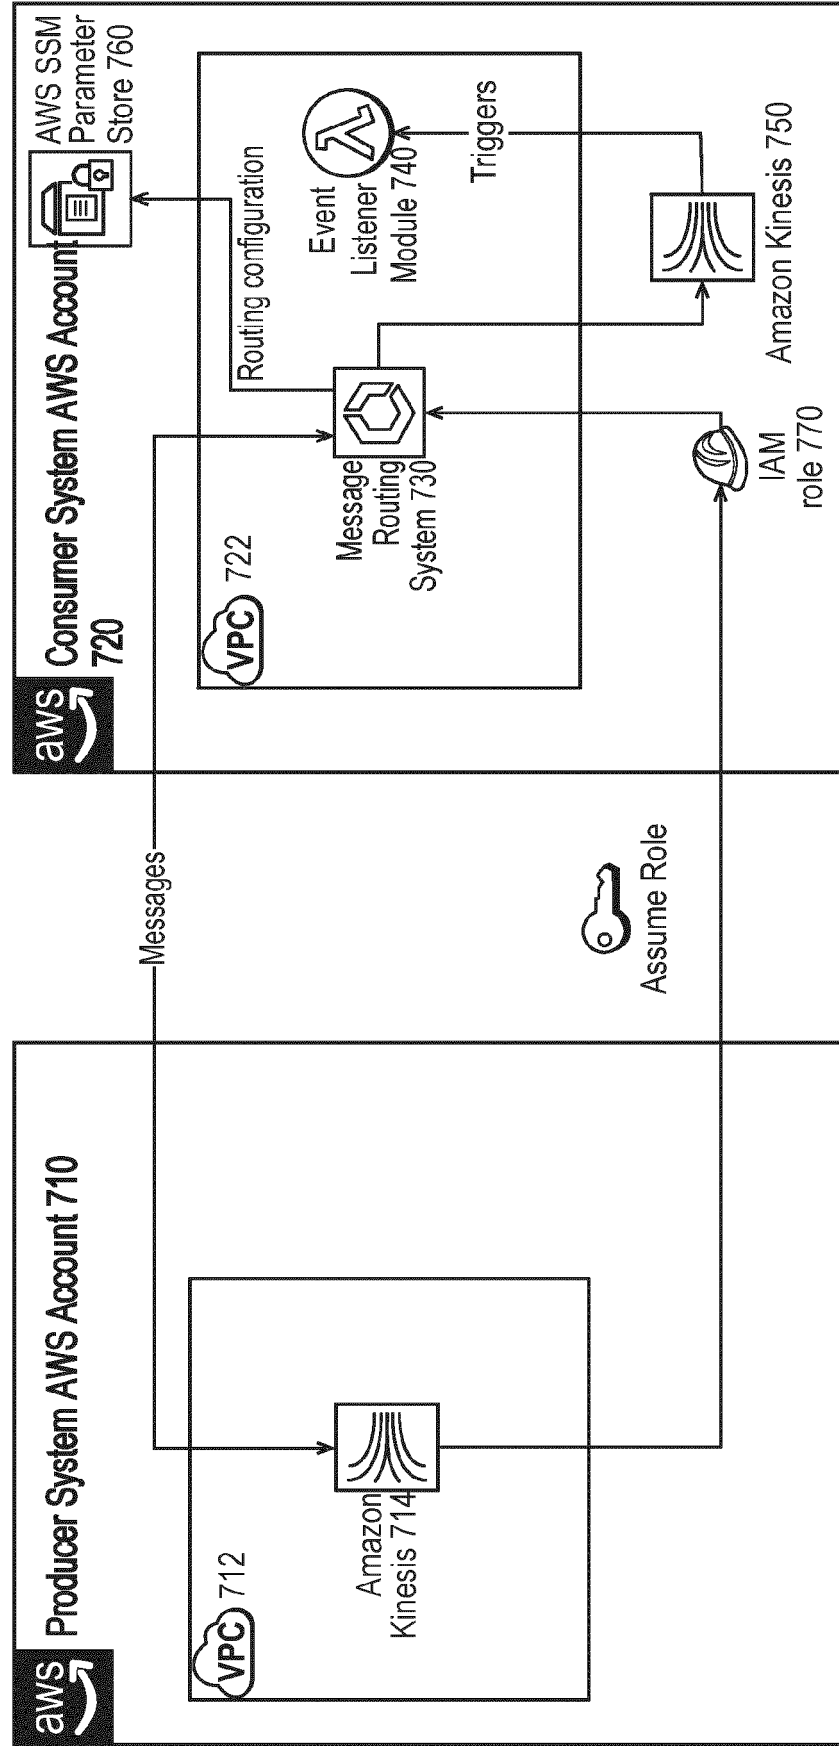 aws
Producer System AWS Account 710
VPC
712
Amazon
Kinesis 714
Messages
Assume Role
aws
Consumer System AWS Account
720
VPC
722
Message
Routing
System 730
Routing configuration
Event
Listener
Module 740
Triggers
AWS SSM
Parameter
Store 760
Amazon Kinesis 750
IAM
role 770